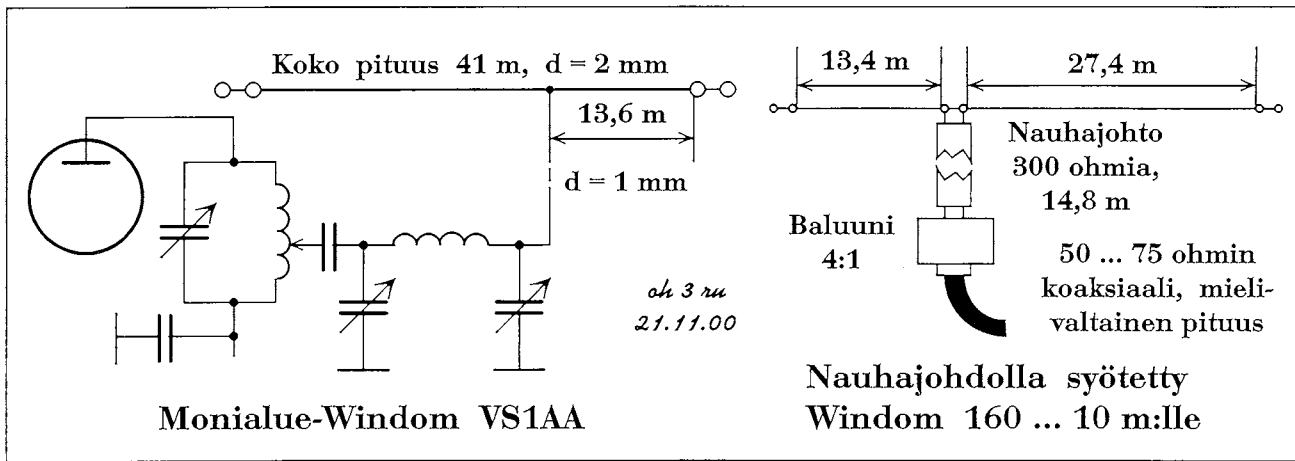 Koko pituus 41 m, d = 2 mm
13,6 m
d = 1 mm
oh 3 ru
21.11.00
Monialue-Windom VS1AA
13,4 m
27,4 m
Nauhajohto
300 ohmia,
14,8 m
Baluuni
4:1
50 ... 75 ohmin
koaksiaali, mieli-
valtainen pituus
Nauhajohdolla syötetty
Windom 160 ... 10 m:lle